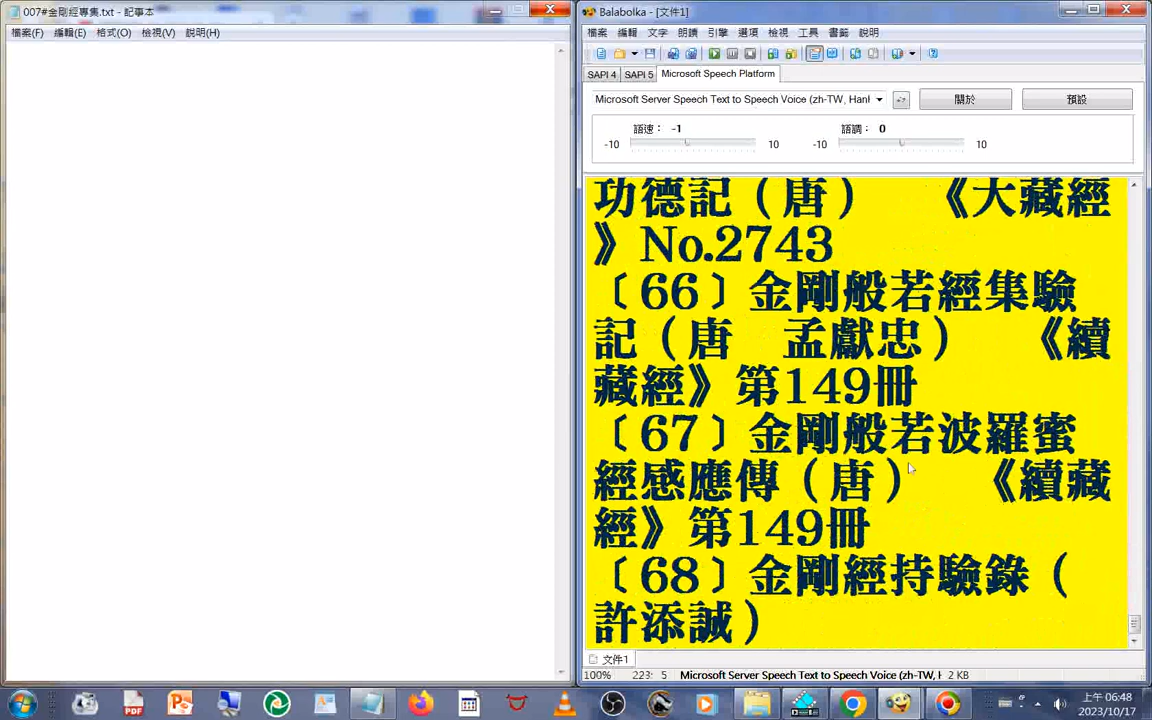 007#金剛經專集.txt - 記事本
檔案(F) 編輯(E) 格式(O) 檢視(V) 說明(H)
Balabolka - [文件1]
檔案 編輯 文字 朗讀 引擎 選項 檢視 工具 書籤 說明
SAPI 4 SAPI 5 Microsoft Speech Platform
Microsoft Server Speech Text to Speech Voice (zh-TW, Hanl
關於 預設
語速： -1 語調： 0
-10 10 -10 10
功德記（唐） 《大藏經
》No.2743
〔66〕金剛般若經集驗
記（唐 孟獻忠） 《續
藏經》第149冊
〔67〕金剛般若波羅蜜
經感應傳（唐） 《續藏
經》第149冊
〔68〕金剛經持驗錄（
許添誠）
文件1
100% 223: 5 Microsoft Server Speech Text to Speech Voice (zh-TW, H 2 KB
PDF
上午 06:48
2023/10/17